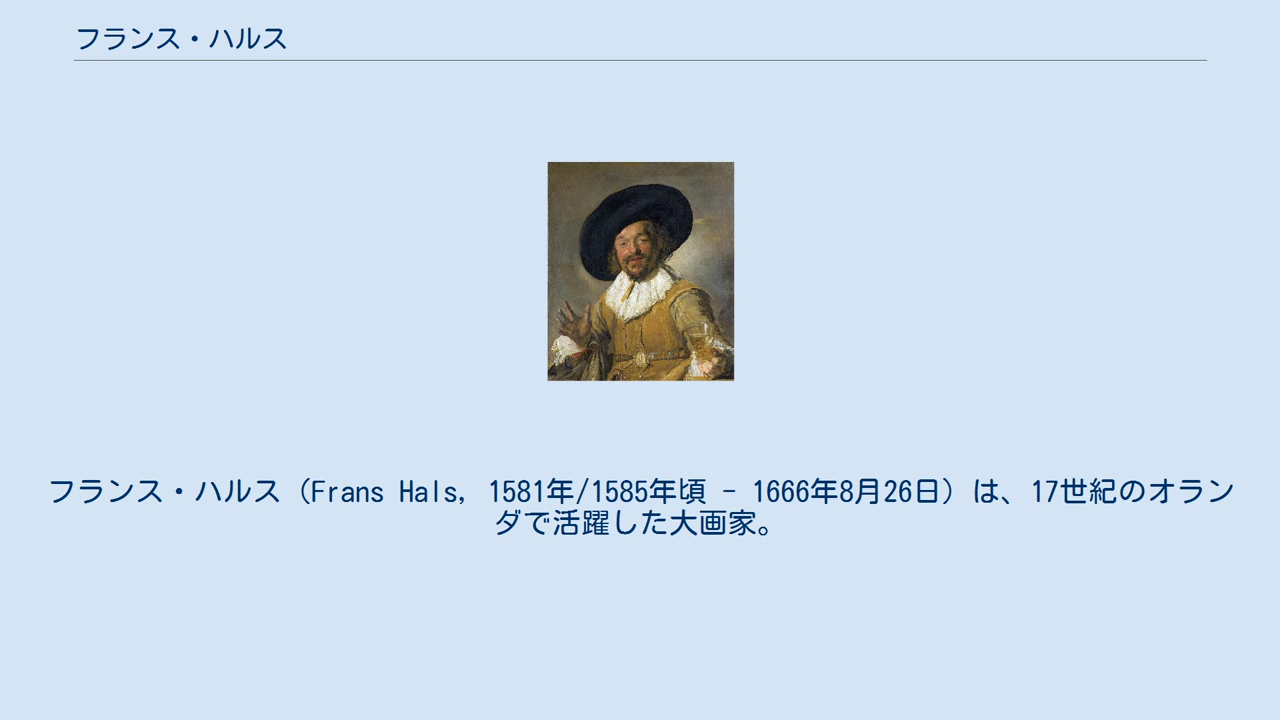 フランス・ハルス
フランス・ハルス（Frans Hals, 1581年/1585年頃 - 1666年8月26日）は、17世紀のオラン
ダで活躍した大画家。